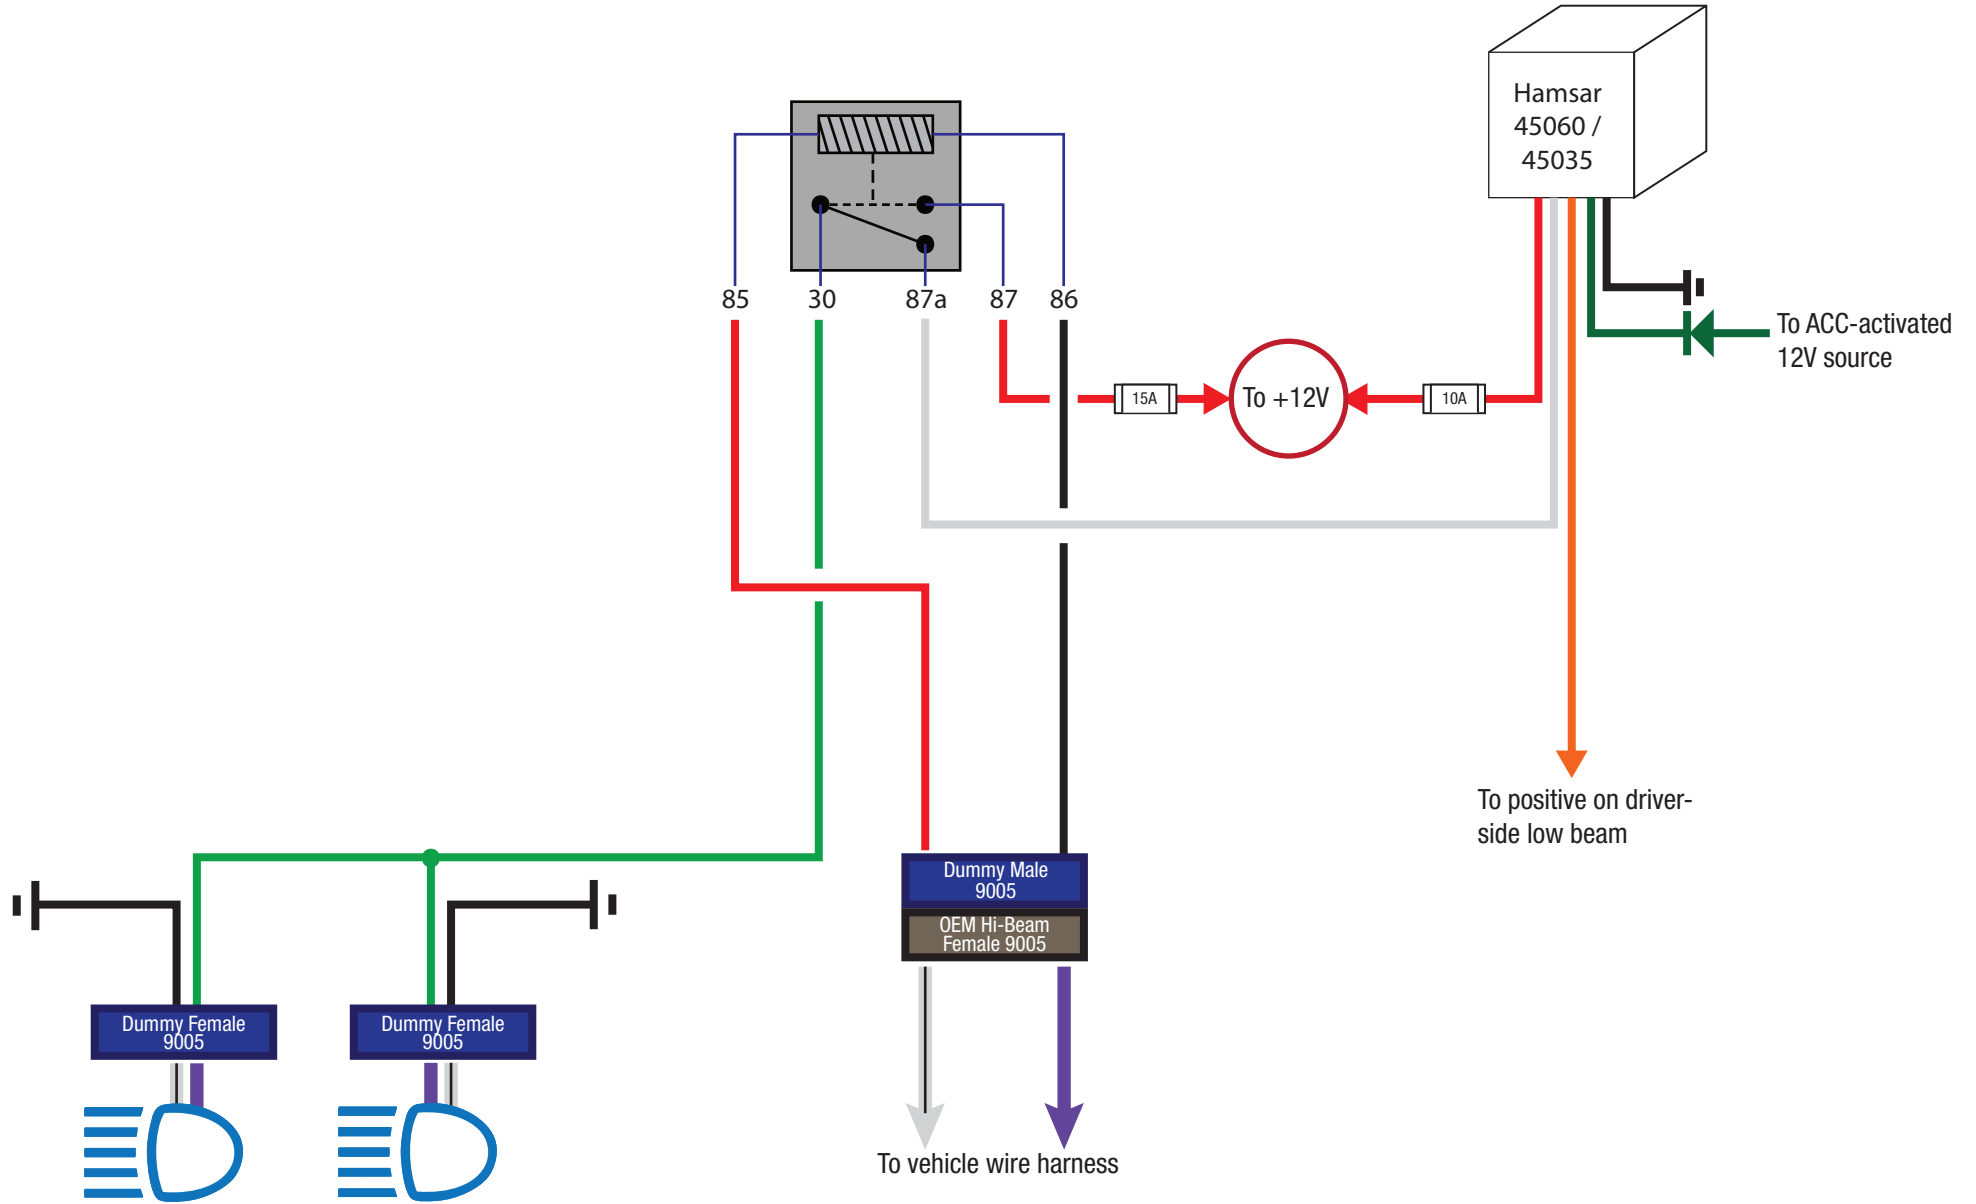 Hamsar
45060 /
45035
85
30
87a
87
86
To ACC-activated
12V source
15A
To +12V
10A
To positive on driver-
side low beam
Dummy Male
9005
OEM Hi-Beam
Female 9005
Dummy Female
9005
Dummy Female
9005
To vehicle wire harness